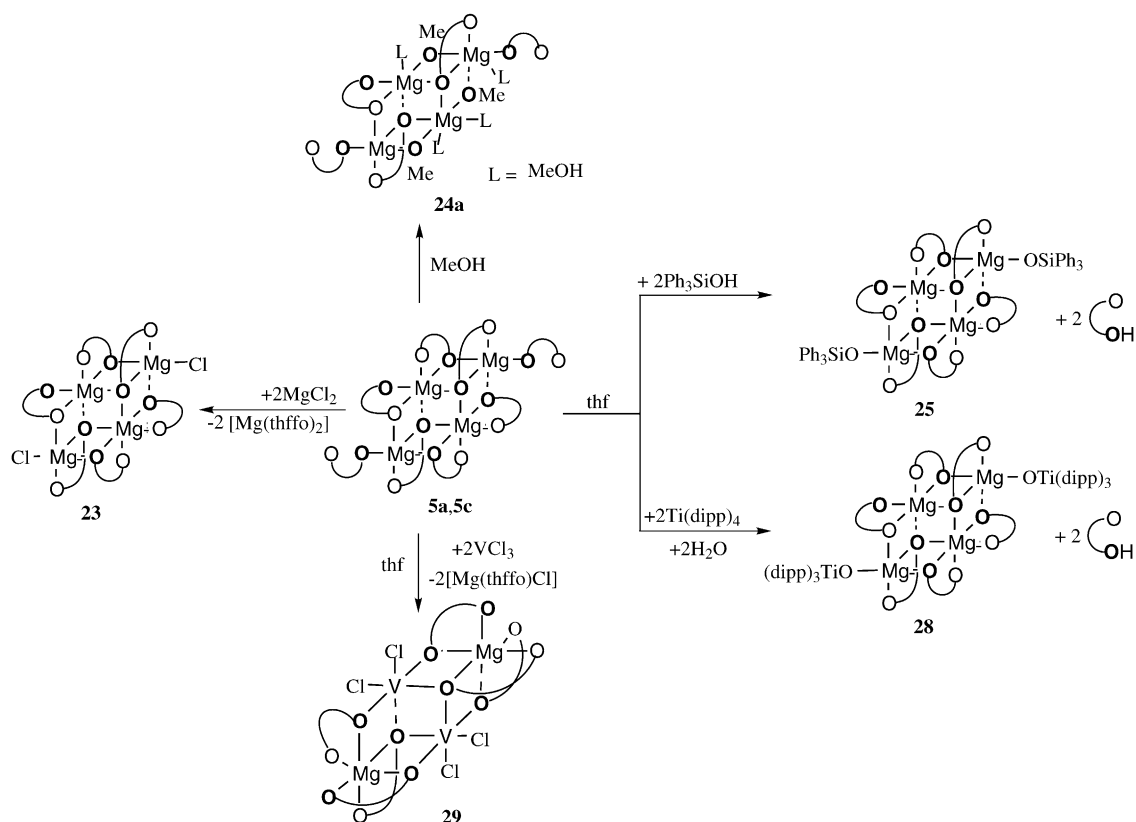 O
Me
L O Mg O O
O Mg O L
O O OMe
O Mg L
O O Mg O L
O Me L = MeOH
24a
MeOH
O
O O Mg OSiPh3
+ 2Ph3SiOH O Mg O
O O O O
+ 2
O Mg O OH
Ph3SiO Mg O O
O
25
O
O O Mg Cl
O Mg O
O O O
Mg O
Cl Mg O O
O
23
+2MgCl2
-2 [Mg(thffo)2]
O
O O Mg O O
O Mg O
O O O
Mg O
O O Mg O O
O
5a,5c
thf
+2Ti(dipp)4
+2H2O
O
O O Mg OTi(dipp)3
O Mg O
O O O O
+ 2
O Mg O OH
(dipp)3TiO Mg O O
O
28
thf +2VCl3
-2[Mg(thffo)Cl]
O
O
Cl O Mg O
Cl V O
O O
O V Cl
O Mg O Cl
O O
29